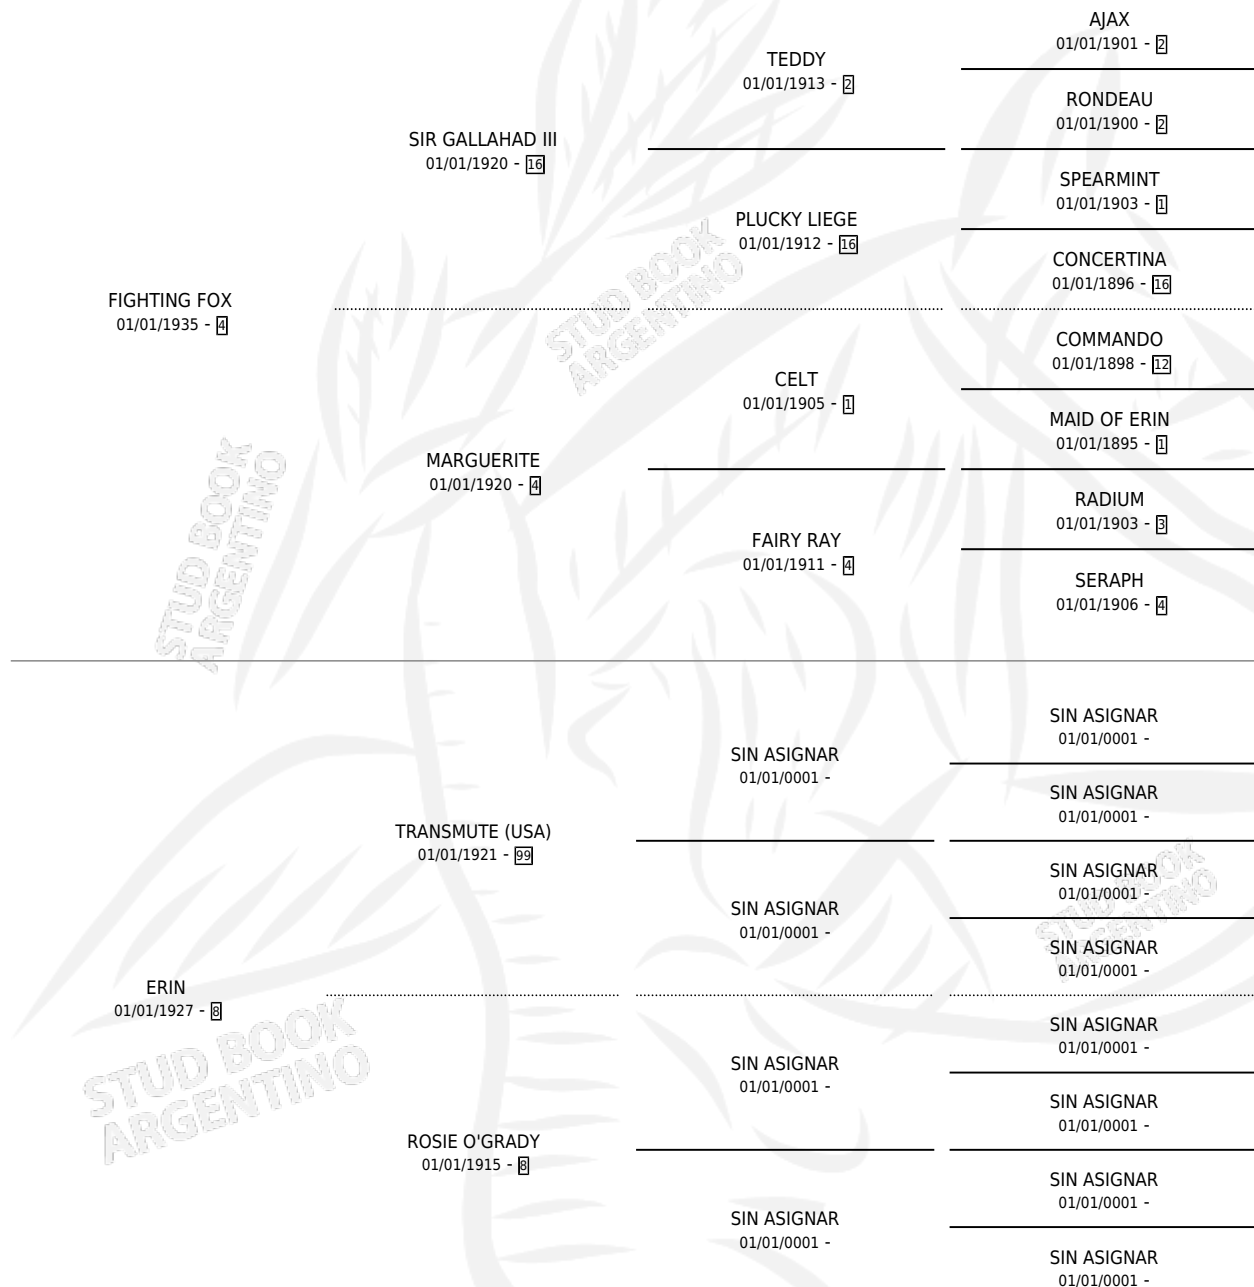 AJAX
01/01/1901 - 2
TEDDY
01/01/1913 - 2
RONDEAU
01/01/1900 - 2
SIR GALLAHAD III
01/01/1920 - 16
SPEARMINT
01/01/1903 - 1
PLUCKY LIEGE
01/01/1912 - 16
CONCERTINA
01/01/1896 - 16
FIGHTING FOX
01/01/1935 - 4
COMMANDO
01/01/1898 - 12
CELT
01/01/1905 - 1
MAID OF ERIN
01/01/1895 - 1
MARGUERITE
01/01/1920 - 4
RADIUM
01/01/1903 - 3
FAIRY RAY
01/01/1911 - 4
SERAPH
01/01/1906 - 4
STUD BOOK
ARGENTINO
STUD BOOK
ARGENTINO
SIN ASIGNAR
01/01/0001 -
SIN ASIGNAR
01/01/0001 -
SIN ASIGNAR
01/01/0001 -
TRANSMUTE (USA)
01/01/1921 - 99
SIN ASIGNAR
01/01/0001 -
SIN ASIGNAR
01/01/0001 -
SIN ASIGNAR
01/01/0001 -
STUD BOOK
ARGENTINO
ERIN
01/01/1927 - 8
SIN ASIGNAR
01/01/0001 -
SIN ASIGNAR
01/01/0001 -
SIN ASIGNAR
01/01/0001 -
ROSIE O'GRADY
01/01/1915 - 8
SIN ASIGNAR
01/01/0001 -
SIN ASIGNAR
01/01/0001 -
SIN ASIGNAR
01/01/0001 -
STUD BOOK
ARGENTINO